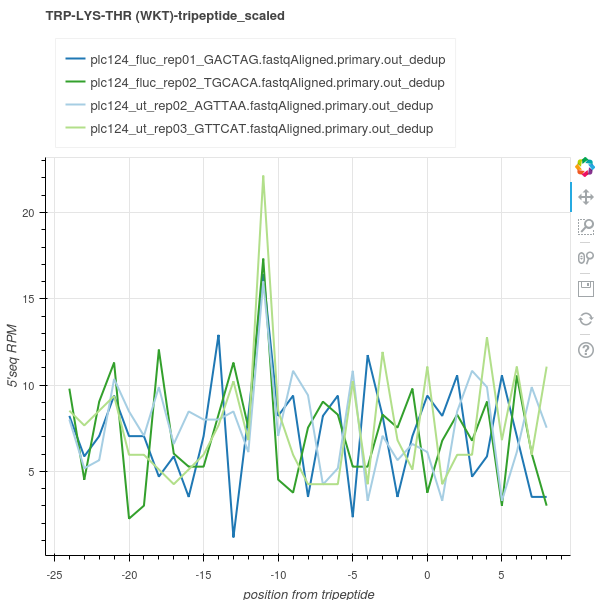 TRP-LYS-THR (WKT)-tripeptide_scaled
plc124_fluc_rep01_GACTAG.fastqAligned.primary.out_dedup
plc124_fluc_rep02_TGCACA.fastqAligned.primary.out_dedup
plc124_ut_rep02_AGTTAA.fastqAligned.primary.out_dedup
plc124_ut_rep03_GTTCAT.fastqAligned.primary.out_dedup
20
15
10
5
5'seq RPM
-25 -20 -15 -10 -5 0 5
position from tripeptide